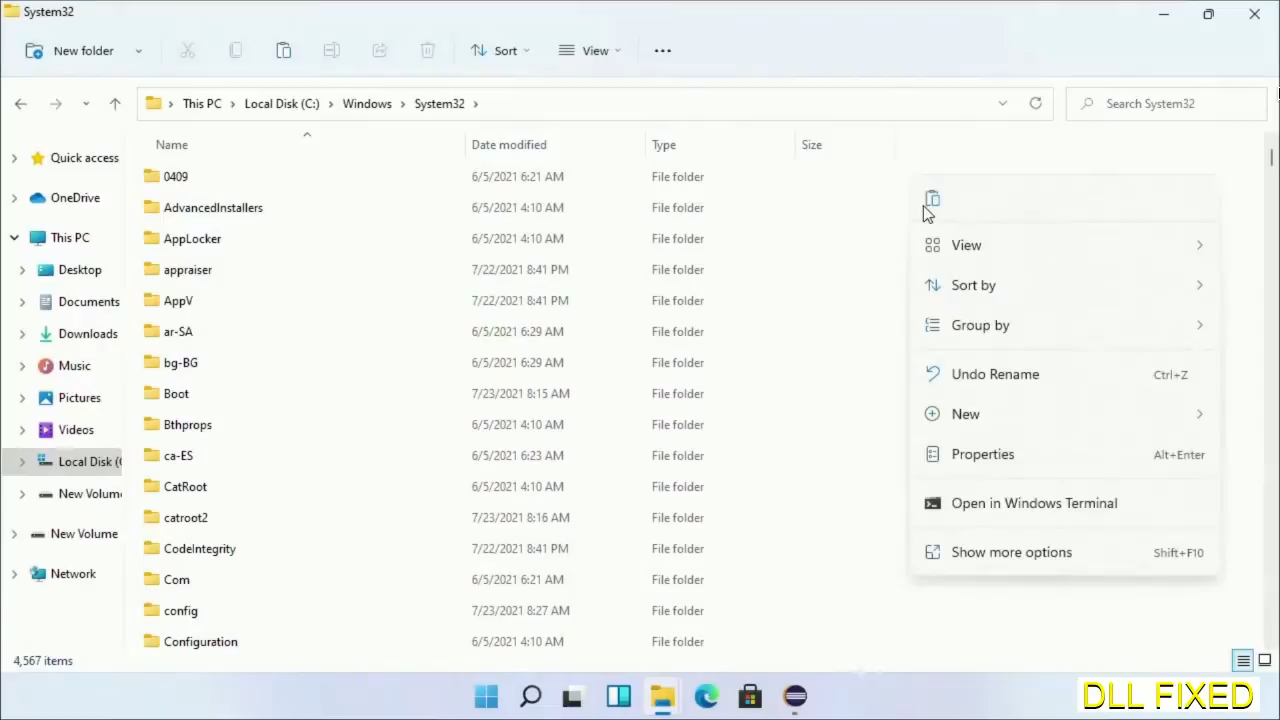 System32
New folder
Sort
View
This PC
Local Disk (C:)
Windows
System32
Search System32
Name
Date modified
Type
Size
Quick access
OneDrive
This PC
Desktop
Documents
Downloads
Music
Pictures
Videos
Local Disk (
New Volum
New Volume
Network
0409 6/5/2021 6:21 AM File folder
AdvancedInstallers 6/5/2021 4:10 AM File folder
AppLocker 6/5/2021 4:10 AM File folder
appraiser 7/22/2021 8:41 PM File folder
AppV 7/22/2021 8:41 PM File folder
ar-SA 6/5/2021 6:29 AM File folder
bg-BG 6/5/2021 6:29 AM File folder
Boot 7/23/2021 8:15 AM File folder
Bthprops 6/5/2021 4:10 AM File folder
ca-ES 6/5/2021 6:23 AM File folder
CatRoot 6/5/2021 4:10 AM File folder
catroot2 7/23/2021 8:16 AM File folder
CodeIntegrity 7/22/2021 8:41 PM File folder
Com 6/5/2021 6:21 AM File folder
config 7/23/2021 8:27 AM File folder
Configuration 6/5/2021 4:10 AM File folder
View
Sort by
Group by
Undo Rename Ctrl+Z
New
Properties Alt+Enter
Open in Windows Terminal
Show more options Shift+F10
4,567 items
DLL FIXED